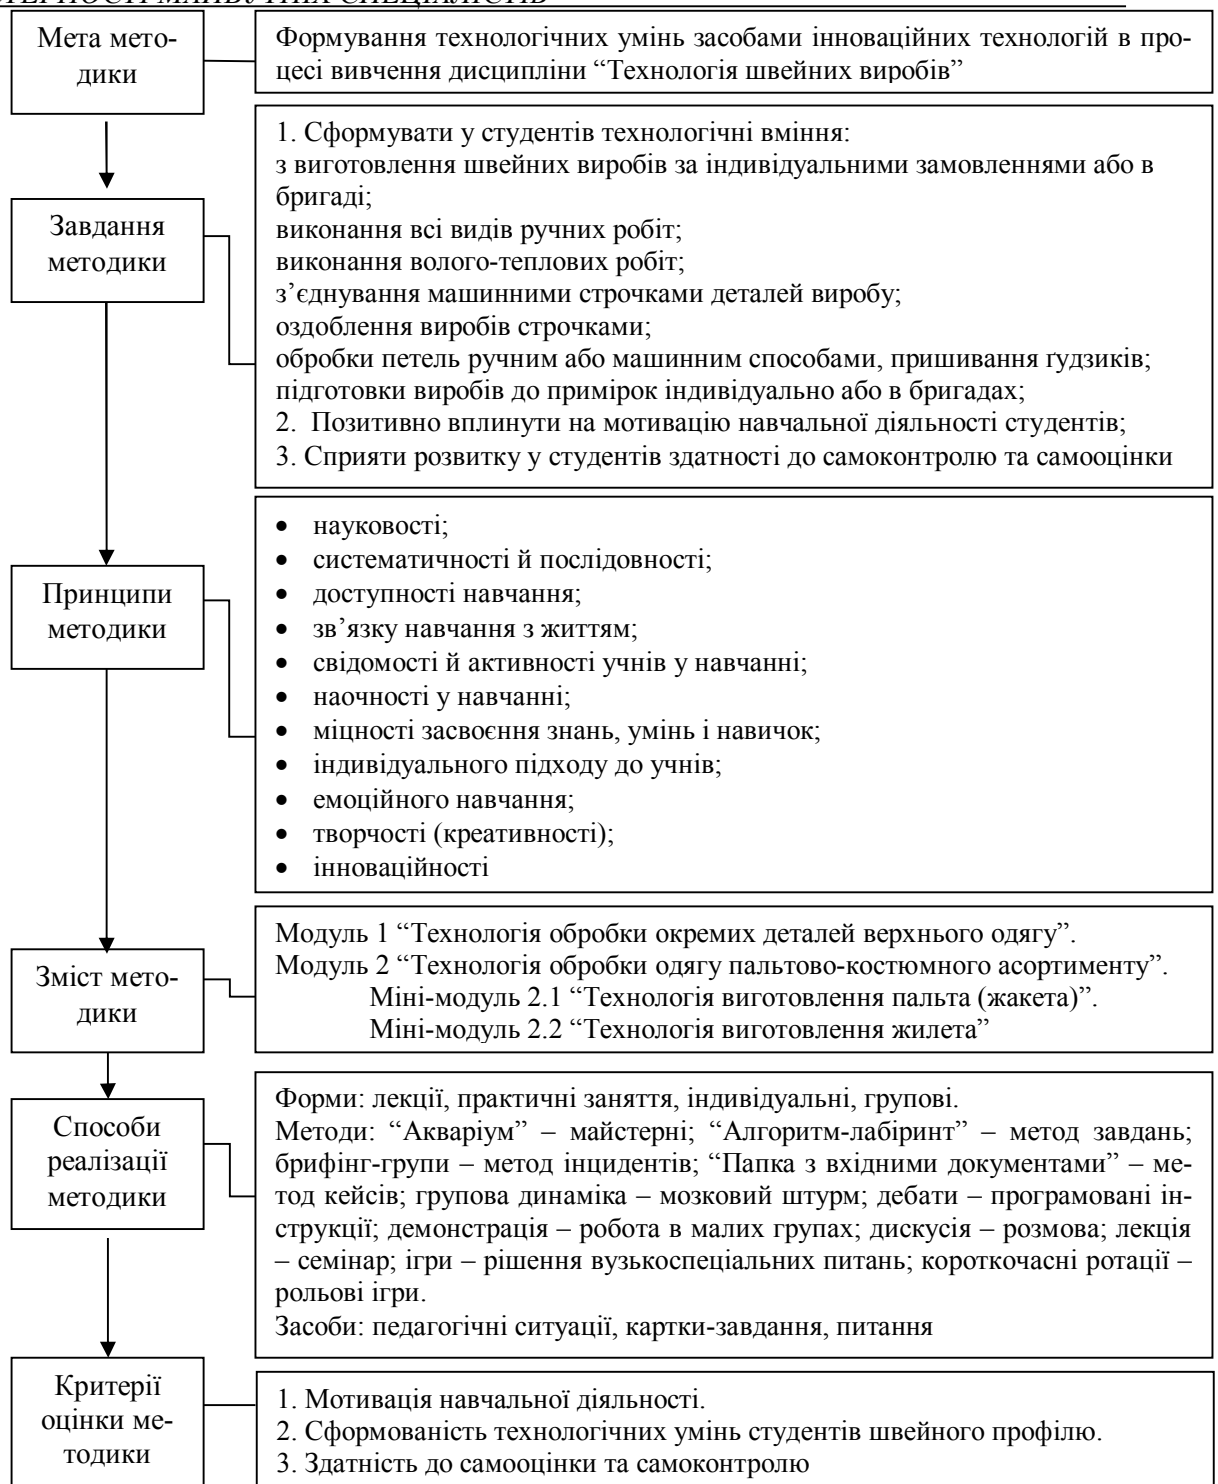 Мета мето-
дики
Формування технологічних умінь засобами інноваційних технологій в про-
цесі вивчення дисципліни “Технологія швейних виробів”
Завдання
методики
1. Сформувати у студентів технологічні вміння:
з виготовлення швейних виробів за індивідуальними замовленнями або в
бригаді;
виконання всі видів ручних робіт;
виконання волого-теплових робіт;
з’єднування машинними строчками деталей виробу;
оздоблення виробів строчками;
обробки петель ручним або машинним способами, пришивання ґудзиків;
підготовки виробів до примірок індивідуально або в бригадах;
2. Позитивно вплинути на мотивацію навчальної діяльності студентів;
3. Сприяти розвитку у студентів здатності до самоконтролю та самооцінки
Принципи
методики
• науковості;
• систематичності й послідовності;
• доступності навчання;
• зв’язку навчання з життям;
• свідомості й активності учнів у навчанні;
• наочності у навчанні;
• міцності засвоєння знань, умінь і навичок;
• індивідуального підходу до учнів;
• емоційного навчання;
• творчості (креативності);
• інноваційності
Зміст мето-
дики
Модуль 1 “Технологія обробки окремих деталей верхнього одягу”.
Модуль 2 “Технологія обробки одягу пальтово-костюмного асортименту”.
Міні-модуль 2.1 “Технологія виготовлення пальта (жакета)”.
Міні-модуль 2.2 “Технологія виготовлення жилета”
Способи
реалізації
методики
Форми: лекції, практичні заняття, індивідуальні, групові.
Методи: “Акваріум” – майстерні; “Алгоритм-лабіринт” – метод завдань;
брифінг-групи – метод інцидентів; “Папка з вхідними документами” – ме-
тод кейсів; групова динаміка – мозковий штурм; дебати – програмовані ін-
струкції; демонстрація – робота в малих групах; дискусія – розмова; лекція
– семінар; ігри – рішення вузькоспеціальних питань; короткочасні ротації –
рольові ігри.
Засоби: педагогічні ситуації, картки-завдання, питання
Критерії
оцінки ме-
тодики
1. Мотивація навчальної діяльності.
2. Сформованість технологічних умінь студентів швейного профілю.
3. Здатність до самооцінки та самоконтролю